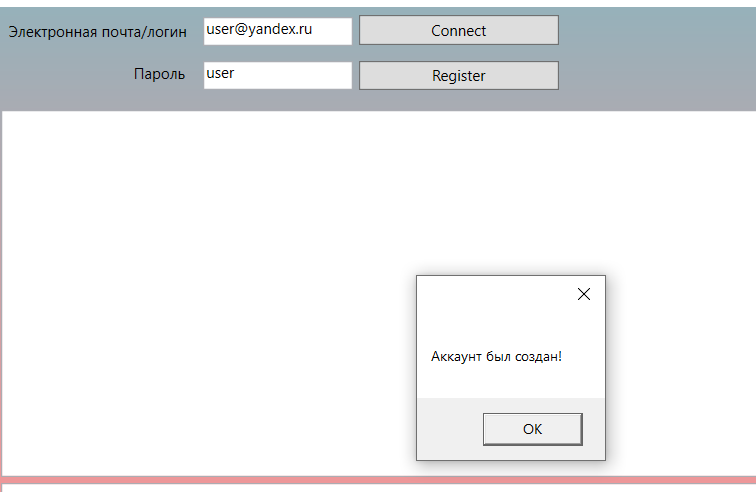 Электронная почта/логин user@yandex.ru Connect
Пароль user Register
Аккаунт был создан!
OK